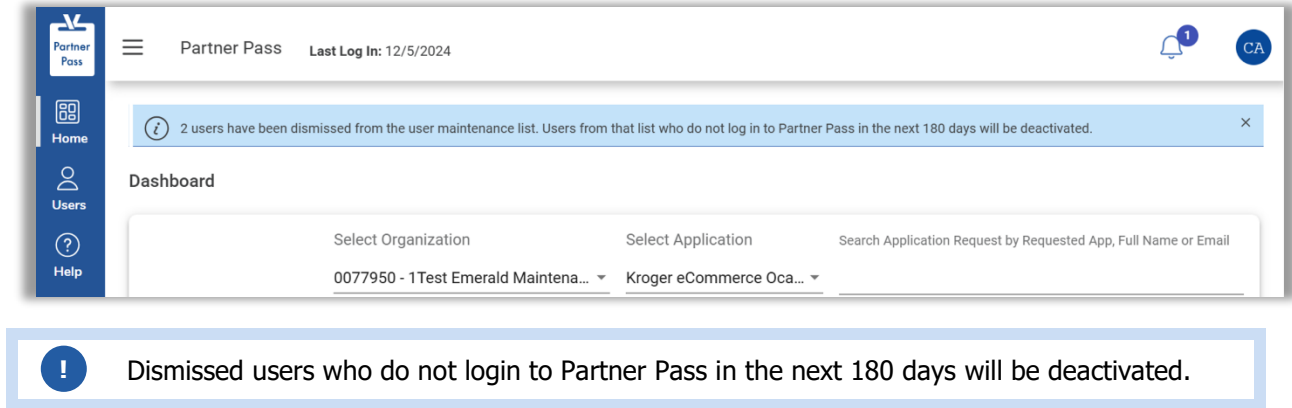 Partner
Pass
Partner Pass Last Log In: 12/5/2024
1
CA
Home
2 users have been dismissed from the user maintenance list. Users from that list who do not log in to Partner Pass in the next 180 days will be deactivated.
×
Dashboard
Users
Select Organization Select Application Search Application Request by Requested App, Full Name or Email
0077950 - 1Test Emerald Maintena... Kroger eCommerce Oca...
?
Help
! Dismissed users who do not login to Partner Pass in the next 180 days will be deactivated.